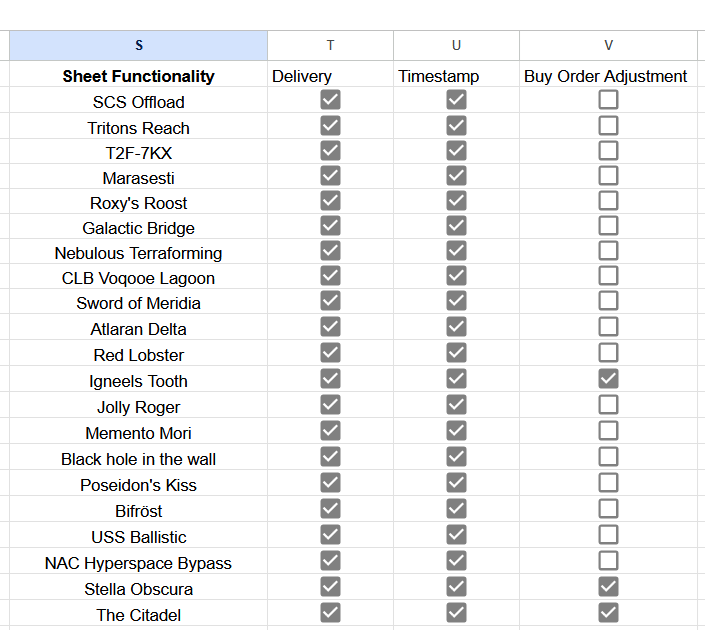 S T U V
Sheet Functionality Delivery Timestamp Buy Order Adjustment
SCS Offload
Tritons Reach
T2F-7KX
Marasesti
Roxy's Roost
Galactic Bridge
Nebulous Terraforming
CLB Voqooe Lagoon
Sword of Meridia
Atlaran Delta
Red Lobster
Igneels Tooth
Jolly Roger
Memento Mori
Black hole in the wall
Poseidon's Kiss
Bifröst
USS Ballistic
NAC Hyperspace Bypass
Stella Obscura
The Citadel